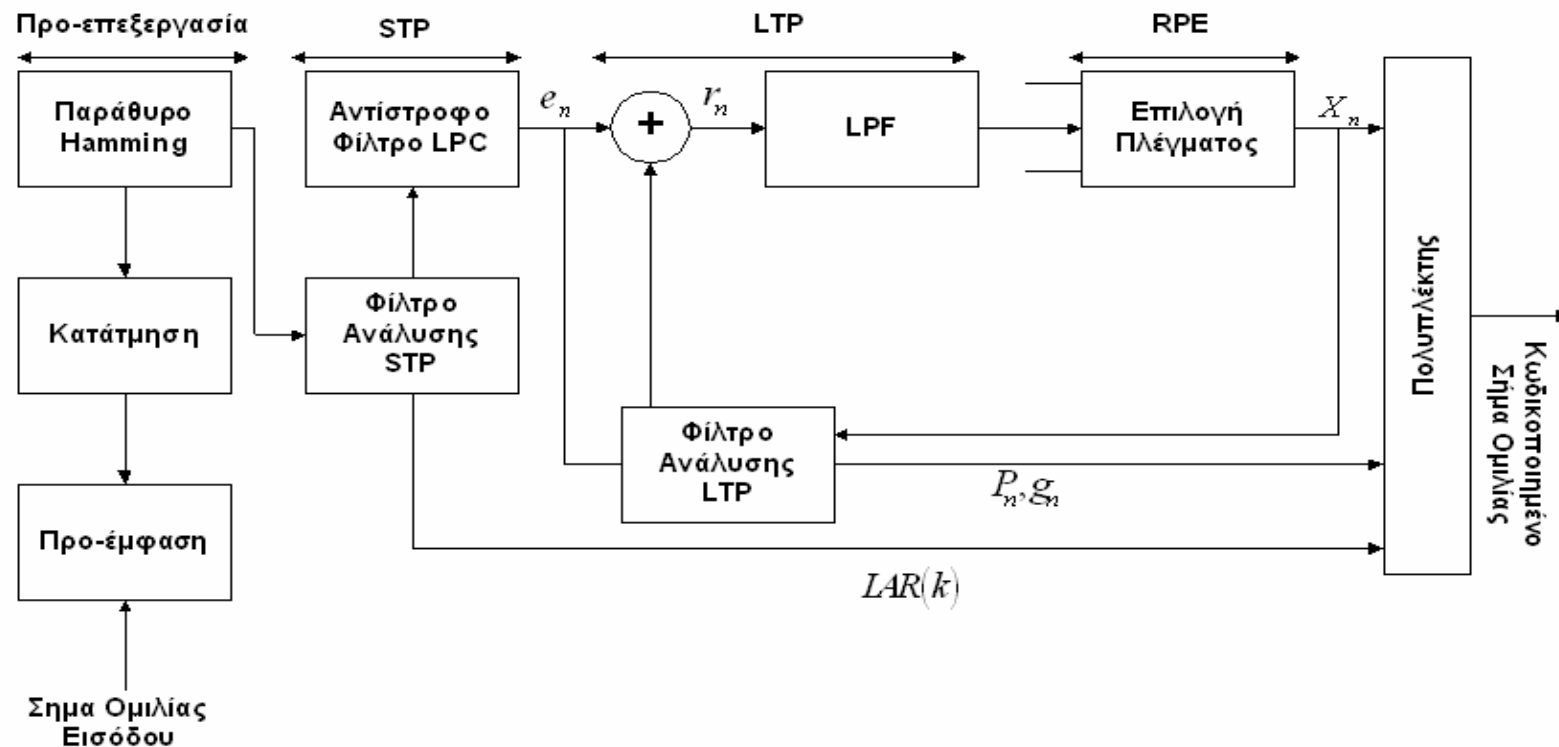 Προ-επεξεργασία
STP
LTP
RPE
Παράθυρο
Hamming
Αντίστροφο
Φίλτρο LPC
e_n
+
r_n
LPF
Επιλογή
Πλέγματος
X_n
Κατάτμηση
Φίλτρο
Ανάλυσης
STP
Πολυπλέκτης
Κωδικοποιημένο
Σήμα Ομιλίας
Φίλτρο
Ανάλυσης
LTP
P_n, g_n
Προ-έμφαση
LAR(k)
Σημα Ομιλίας
Εισόδου